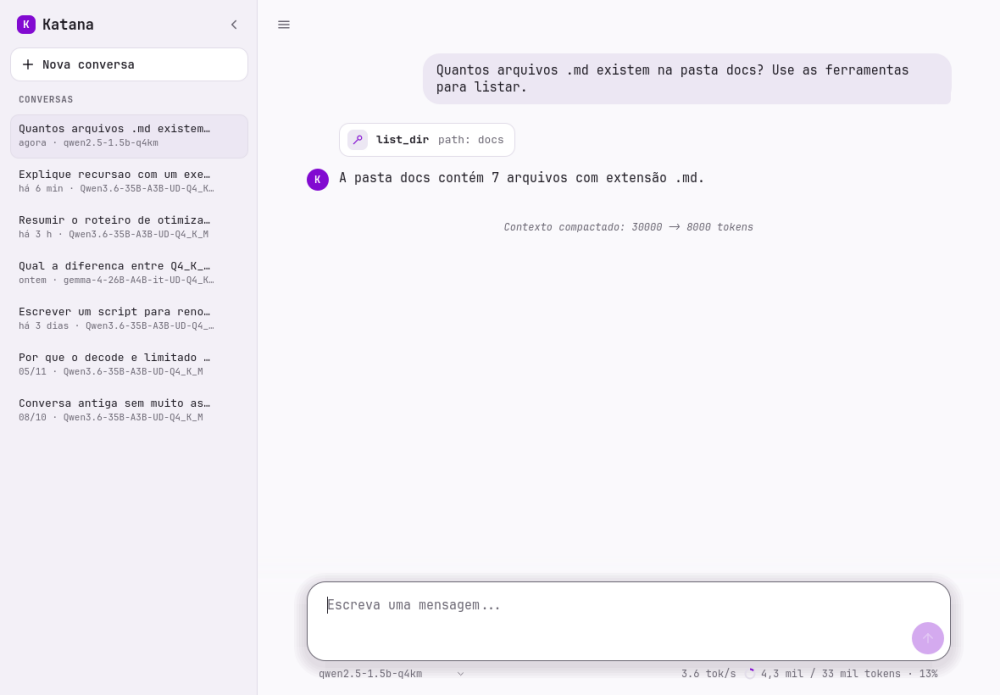 K Katana
Nova conversa
CONVERSAS
Quantos arquivos .md existem…
agora · qwen2.5-1.5b-q4km
Explique recursao com um exe…
há 6 min · Qwen3.6-35B-A3B-UD-Q4_K…
Resumir o roteiro de otimiza…
há 3 h · Qwen3.6-35B-A3B-UD-Q4_K_M
Qual a diferenca entre Q4_K_…
ontem · gemma-4-26B-A4B-it-UD-Q4_K…
Escrever um script para reno…
há 3 dias · Qwen3.6-35B-A3B-UD-Q4_…
Por que o decode e limitado …
05/11 · Qwen3.6-35B-A3B-UD-Q4_K_M
Conversa antiga sem muito as…
08/10 · Qwen3.6-35B-A3B-UD-Q4_K_M
Quantos arquivos .md existem na pasta docs? Use as ferramentas
para listar.
list_dir path: docs
K A pasta docs contém 7 arquivos com extensão .md.
Contexto compactado: 30000 → 8000 tokens
Escreva uma mensagem...
qwen2.5-1.5b-q4km
3.6 tok/s 4,3 mil / 33 mil tokens · 13%